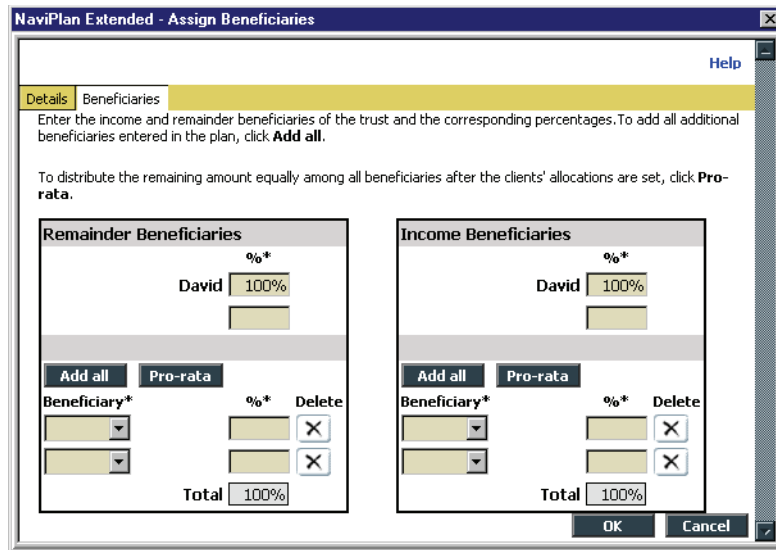 NaviPlan Extended - Assign Beneficiaries
Help
Details Beneficiaries
Enter the income and remainder beneficiaries of the trust and the corresponding percentages.To add all additional
beneficiaries entered in the plan, click Add all.
To distribute the remaining amount equally among all beneficiaries after the clients' allocations are set, click Pro-
rata.
Remainder Beneficiaries
%*
David 100%
Add all Pro-rata
Beneficiary* %* Delete
Total 100%
Income Beneficiaries
%*
David 100%
Add all Pro-rata
Beneficiary* %* Delete
Total 100%
OK Cancel